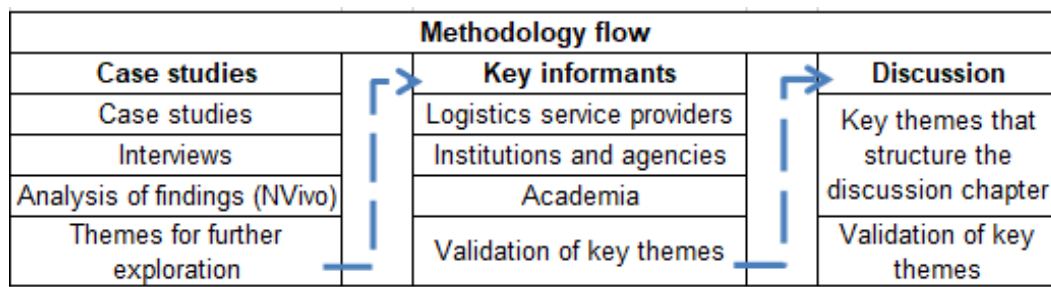 Methodology flow
Case studies
Key informants
Discussion
Case studies
Logistics service providers
Key themes that
structure the
discussion chapter
Interviews
Institutions and agencies
Analysis of findings (NVivo)
Academia
Themes for further
exploration
Validation of key themes
Validation of key
themes